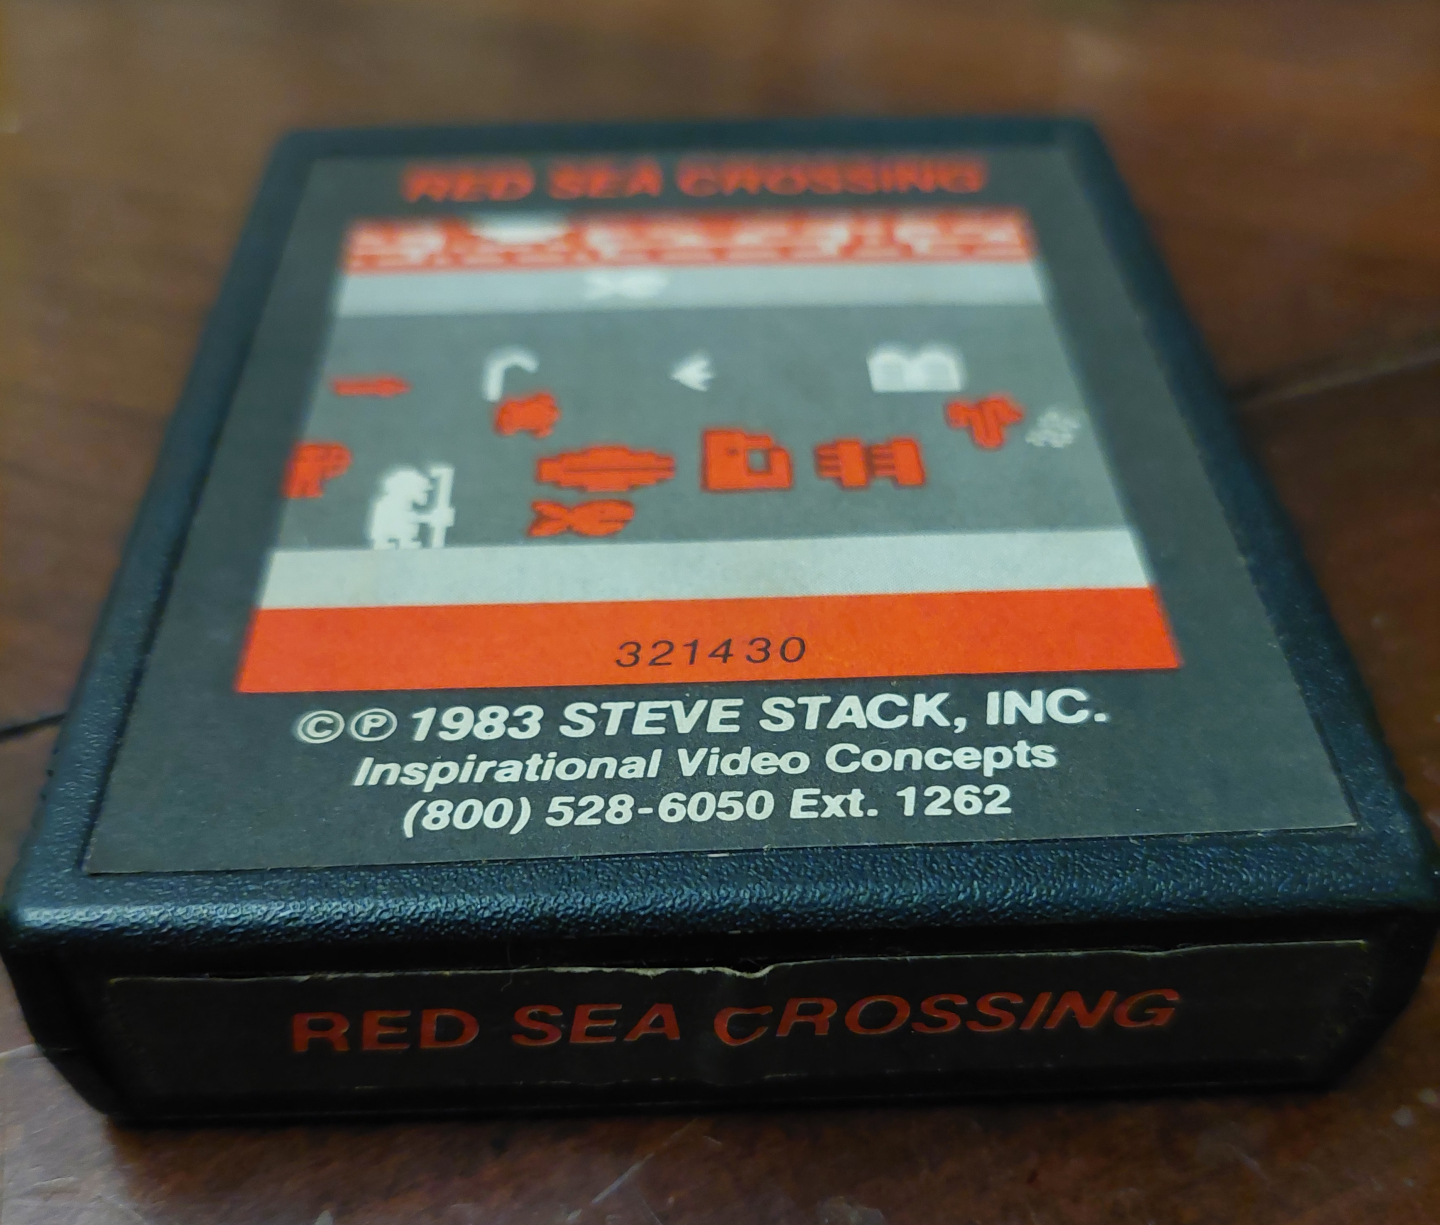 RED SEA CROSSING
B
321430
©℗ 1983 STEVE STACK, INC.
Inspirational Video Concepts
(800) 528-6050 Ext. 1262
RED SEA CROSSING